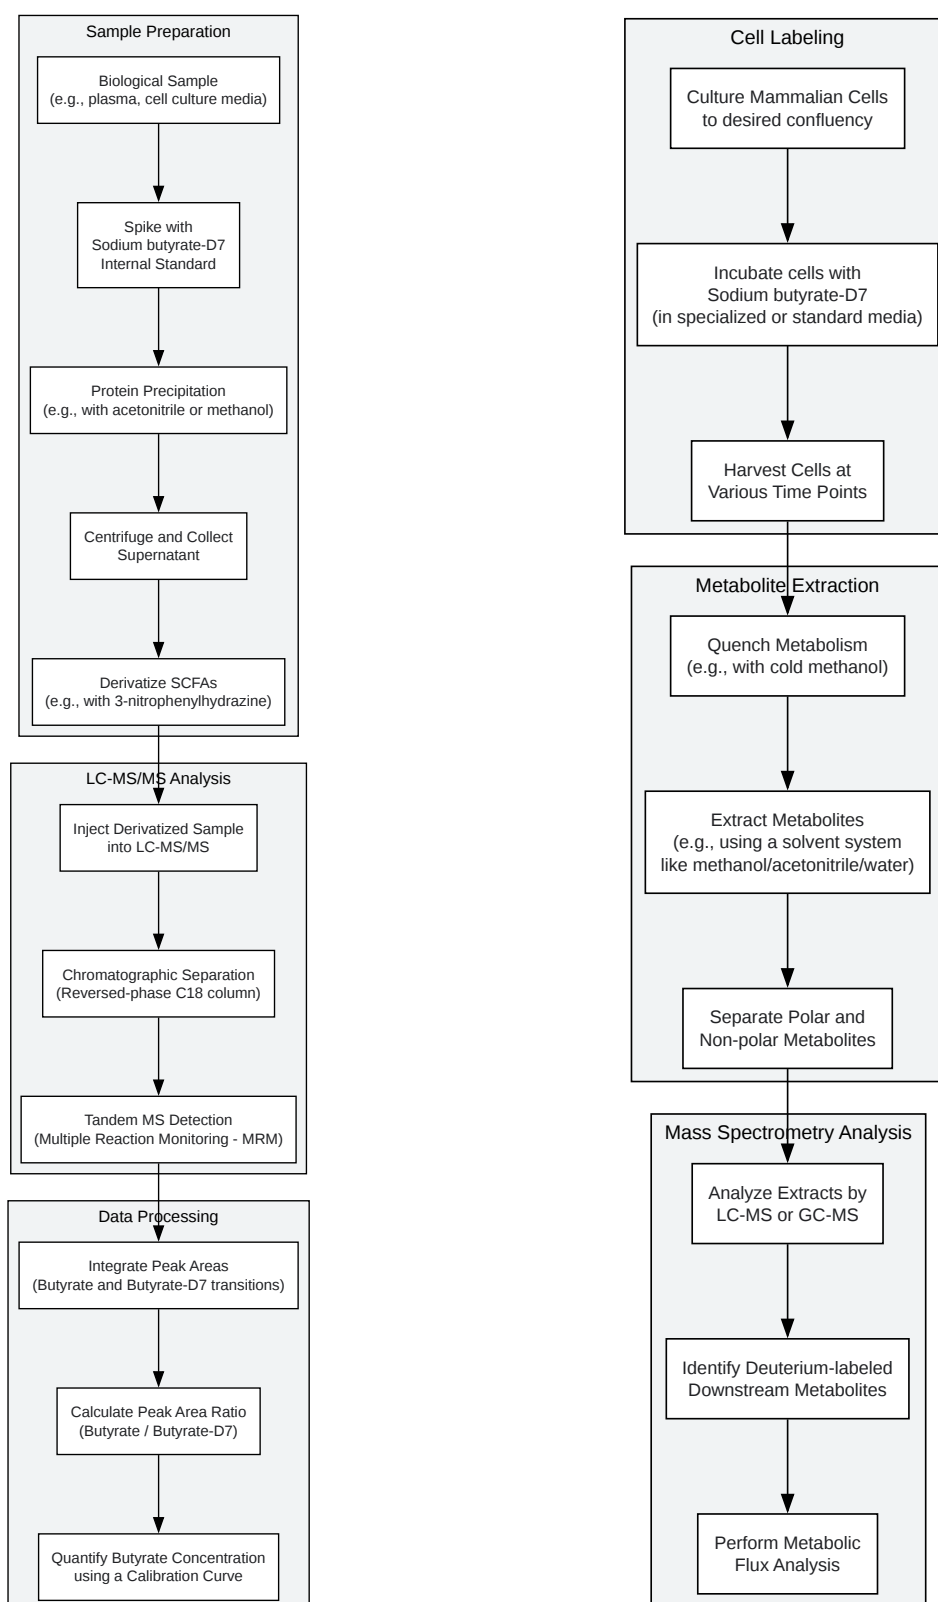 Sample Preparation
Biological Sample
(e.g., plasma, cell culture media)
Spike with
Sodium butyrate-D7
Internal Standard
Protein Precipitation
(e.g., with acetonitrile or methanol)
Centrifuge and Collect
Supernatant
Derivatize SCFAs
(e.g., with 3-nitrophenylhydrazine)
LC-MS/MS Analysis
Inject Derivatized Sample
into LC-MS/MS
Chromatographic Separation
(Reversed-phase C18 column)
Tandem MS Detection
(Multiple Reaction Monitoring - MRM)
Data Processing
Integrate Peak Areas
(Butyrate and Butyrate-D7 transitions)
Calculate Peak Area Ratio
(Butyrate / Butyrate-D7)
Quantify Butyrate Concentration
using a Calibration Curve
Cell Labeling
Culture Mammalian Cells
to desired confluency
Incubate cells with
Sodium butyrate-D7
(in specialized or standard media)
Harvest Cells at
Various Time Points
Metabolite Extraction
Quench Metabolism
(e.g., with cold methanol)
Extract Metabolites
(e.g., using a solvent system
like methanol/acetonitrile/water)
Separate Polar and
Non-polar Metabolites
Mass Spectrometry Analysis
Analyze Extracts by
LC-MS or GC-MS
Identify Deuterium-labeled
Downstream Metabolites
Perform Metabolic
Flux Analysis